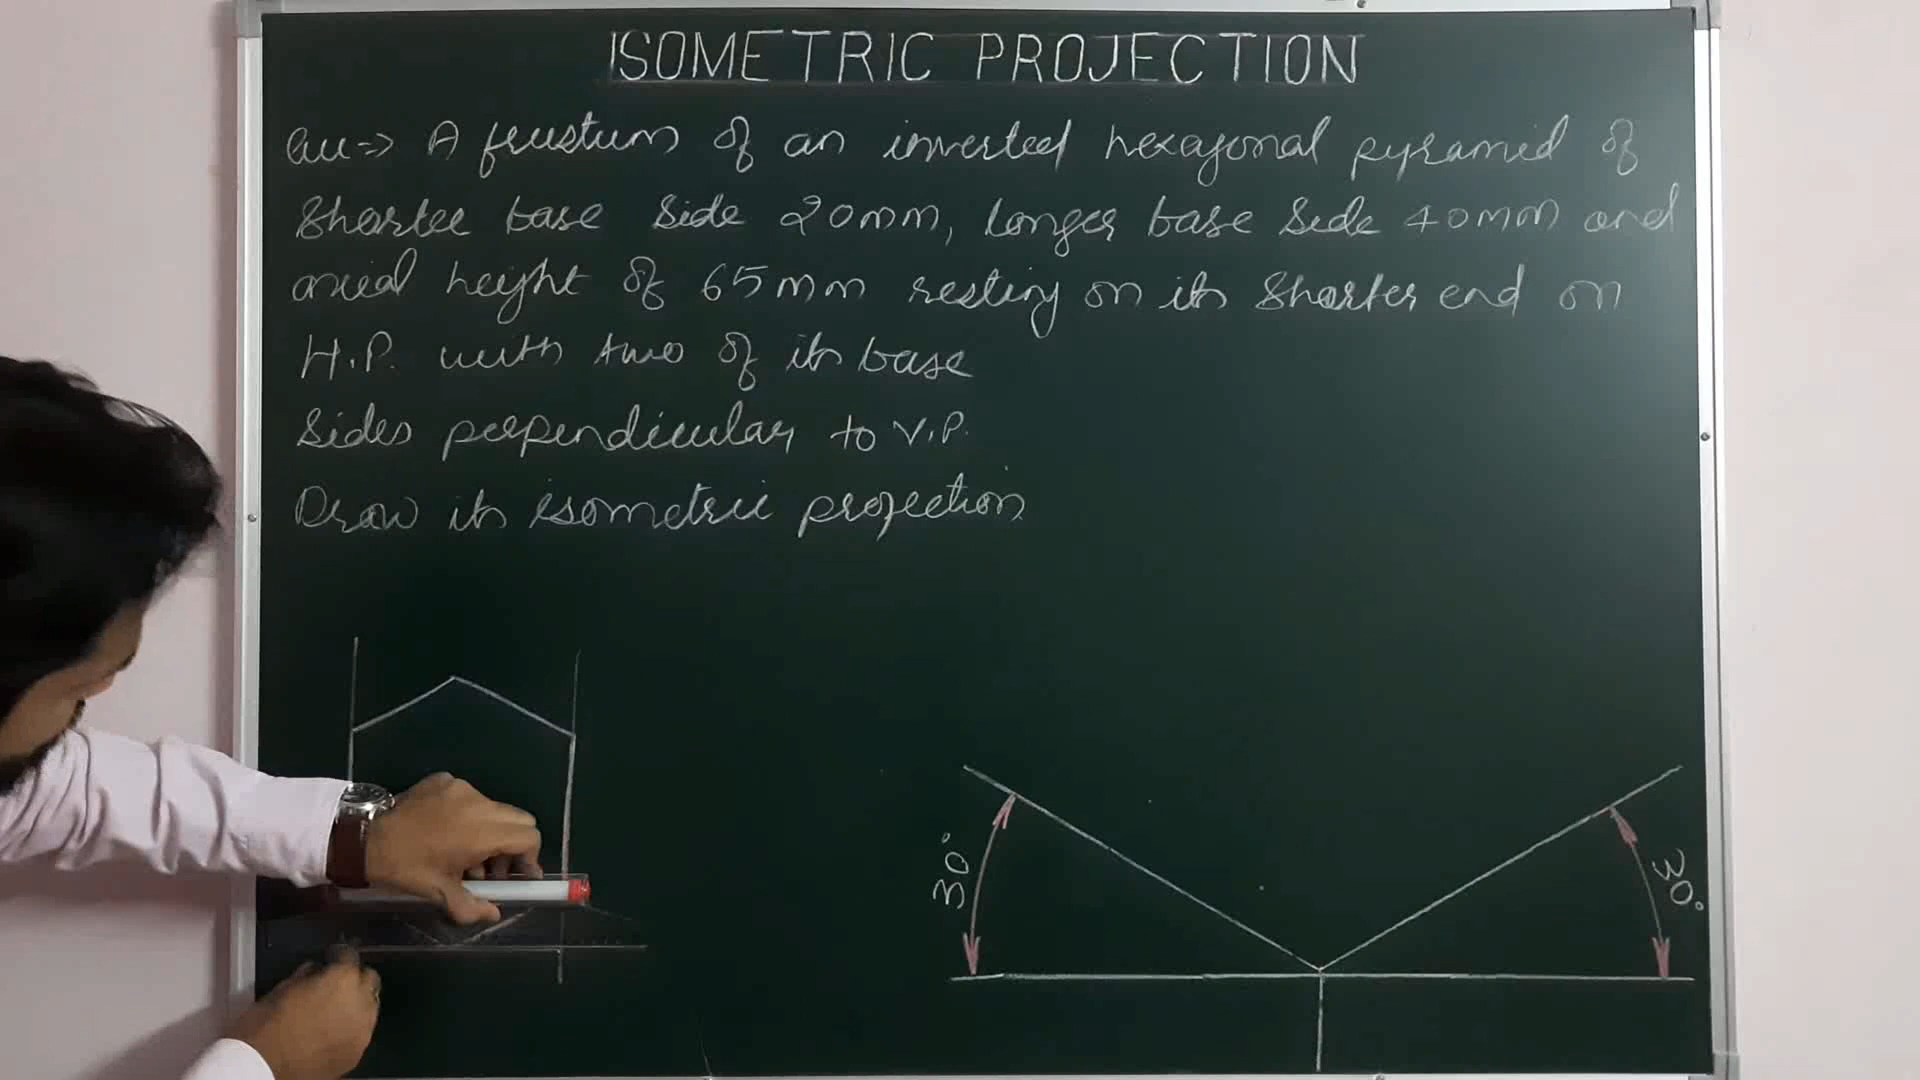 ISOMETRIC PROJECTION
Qu=> A frustum of an inverted hexagonal pyramid of
Shorter base side 20mm, longer base side 40mm and
axial height of 65mm resting on its shorter end on
H.P. with two of its base
Sides perpendicular to V.P.
Draw its isometric projection
30°
30°